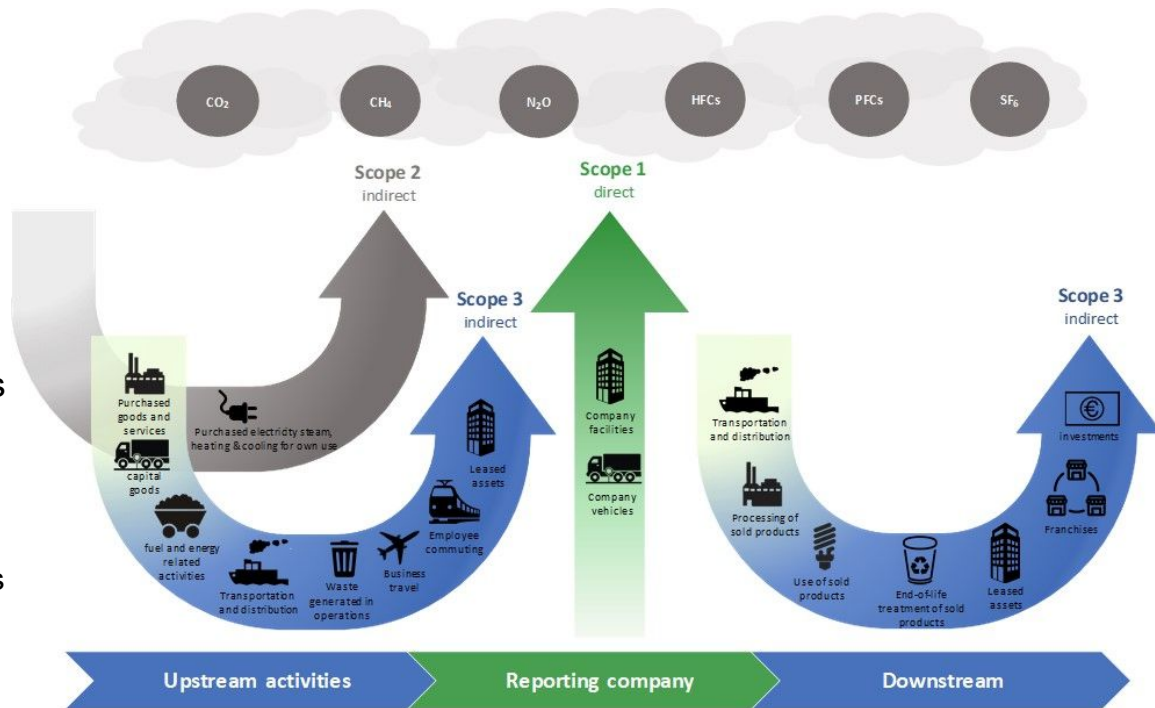 CO₂
CH₄
N₂O
HFCs
PFCs
SF₆
Scope 2
indirect
Scope 1
direct
Scope 3
indirect
Scope 3
indirect
Purchased
goods and
services
capital
goods
fuel and energy
related
activities
Transportation
and distribution
Waste
generated in
operations
Business
travel
Employee
commuting
Leased
assets
Purchased electricity steam,
heating & cooling for own use
Company
facilities
Company
vehicles
Transportation
and distribution
Processing of
sold products
Use of sold
products
End-of-life
treatment of sold
products
Leased
assets
Franchises
€
investments
s
s
Upstream activities
Reporting company
Downstream